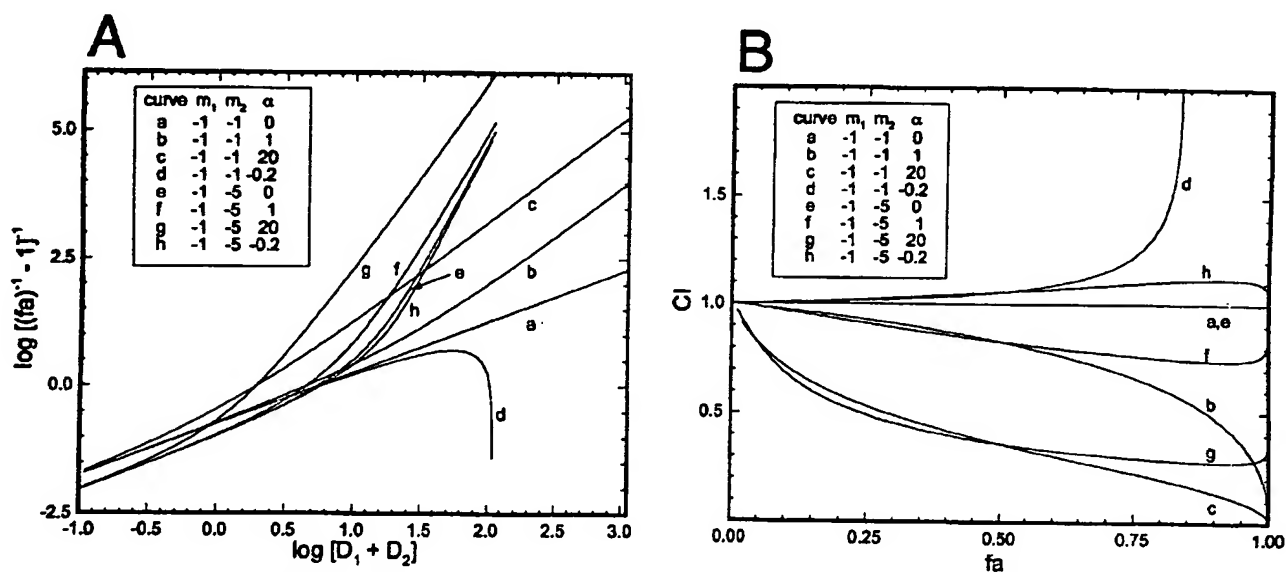 A
B
curve m₁ m₂ α
a -1 -1 0
b -1 -1 1
c -1 -1 20
d -1 -1 -0.2
e -1 -5 0
f -1 -5 1
g -1 -5 20
h -1 -5 -0.2
5.0
2.5
0.0
-2.5
log [(fa)⁻¹ - 1]⁻¹
g
f
e
h
c
b
a
d
-1.0 -0.5 0.0 0.5 1.0 1.5 2.0 2.5 3.0
log [D₁ + D₂]
curve m₁ m₂ α
a -1 -1 0
b -1 -1 1
c -1 -1 20
d -1 -1 -0.2
e -1 -5 0
f -1 -5 1
g -1 -5 20
h -1 -5 -0.2
1.5
1.0
0.5
CI
d
h
a,e
f
b
g
c
0.00 0.25 0.50 0.75 1.00
fa